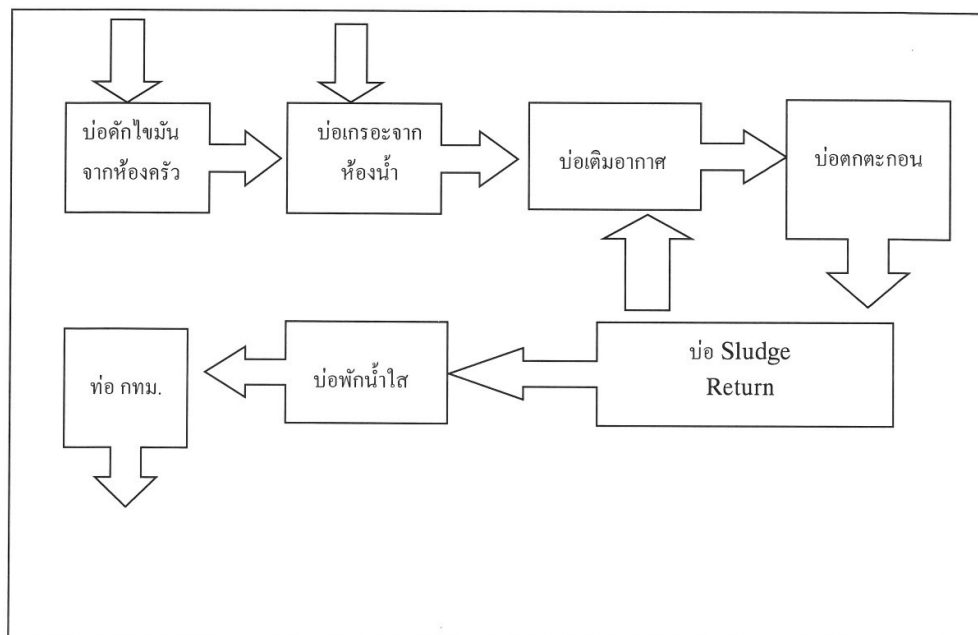 บ่อดักไขมัน
จากห้องครัว
บ่อเกรอะจาก
ห้องน้ำ
บ่อเติมอากาศ
บ่อตกตะกอน
ท่อ กทม.
บ่อพักน้ำใส
บ่อ Sludge
Return